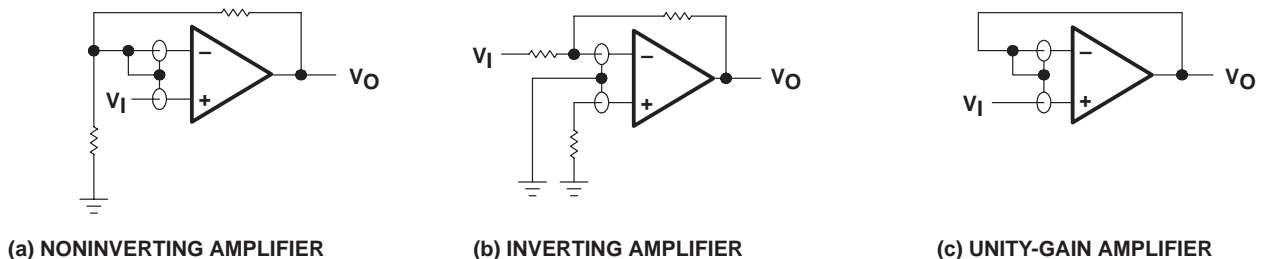 VI
−
+
VO
(a) NONINVERTING AMPLIFIER
VI
−
+
VO
(b) INVERTING AMPLIFIER
VI
−
+
VO
(c) UNITY-GAIN AMPLIFIER